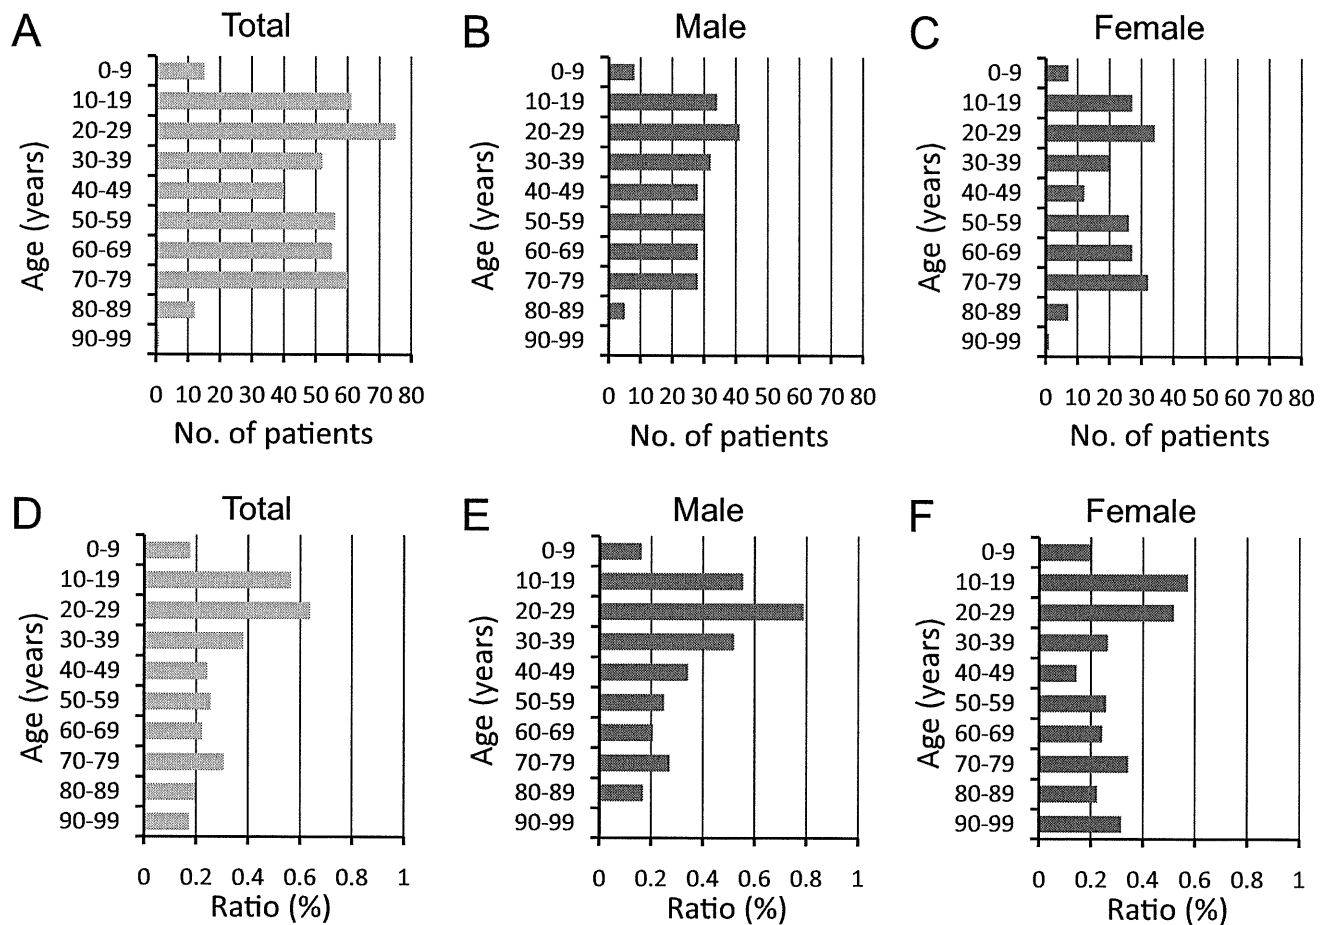 A Total
Age (years)
0-9
10-19
20-29
30-39
40-49
50-59
60-69
70-79
80-89
90-99
0 10 20 30 40 50 60 70 80
No. of patients
B Male
Age (years)
0-9
10-19
20-29
30-39
40-49
50-59
60-69
70-79
80-89
90-99
0 10 20 30 40 50 60 70 80
No. of patients
C Female
Age (years)
0-9
10-19
20-29
30-39
40-49
50-59
60-69
70-79
80-89
90-99
0 10 20 30 40 50 60 70 80
No. of patients
D Total
Age (years)
0-9
10-19
20-29
30-39
40-49
50-59
60-69
70-79
80-89
90-99
0 0.2 0.4 0.6 0.8 1
Ratio (%)
E Male
Age (years)
0-9
10-19
20-29
30-39
40-49
50-59
60-69
70-79
80-89
90-99
0 0.2 0.4 0.6 0.8 1
Ratio (%)
F Female
Age (years)
0-9
10-19
20-29
30-39
40-49
50-59
60-69
70-79
80-89
90-99
0 0.2 0.4 0.6 0.8 1
Ratio (%)